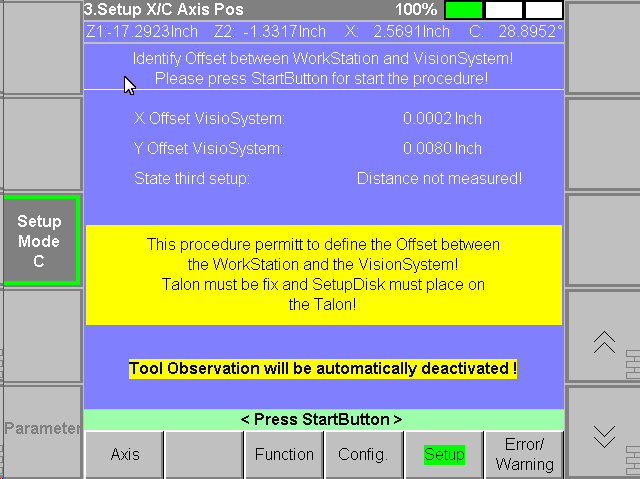 3.Setup X/C Axis Pos 100%
Z1:-17.2923Inch Z2: -1.3317Inch X: 2.5691Inch C: 28.8952°
Identify Offset between WorkStation and VisionSystem!
Please press StartButton for start the procedure!
X Offset VisioSystem: 0.0002 Inch
Y Offset VisioSystem: 0.0080 Inch
State third setup: Distance not measured!
Setup
Mode
C
This procedure permitt to define the Offset between
the WorkStation and the VisionSystem!
Talon must be fix and SetupDisk must place on
the Talon!
Tool Observation will be automatically deactivated !
< Press StartButton >
Parameter
Axis Function Config. Setup Error/
Warning